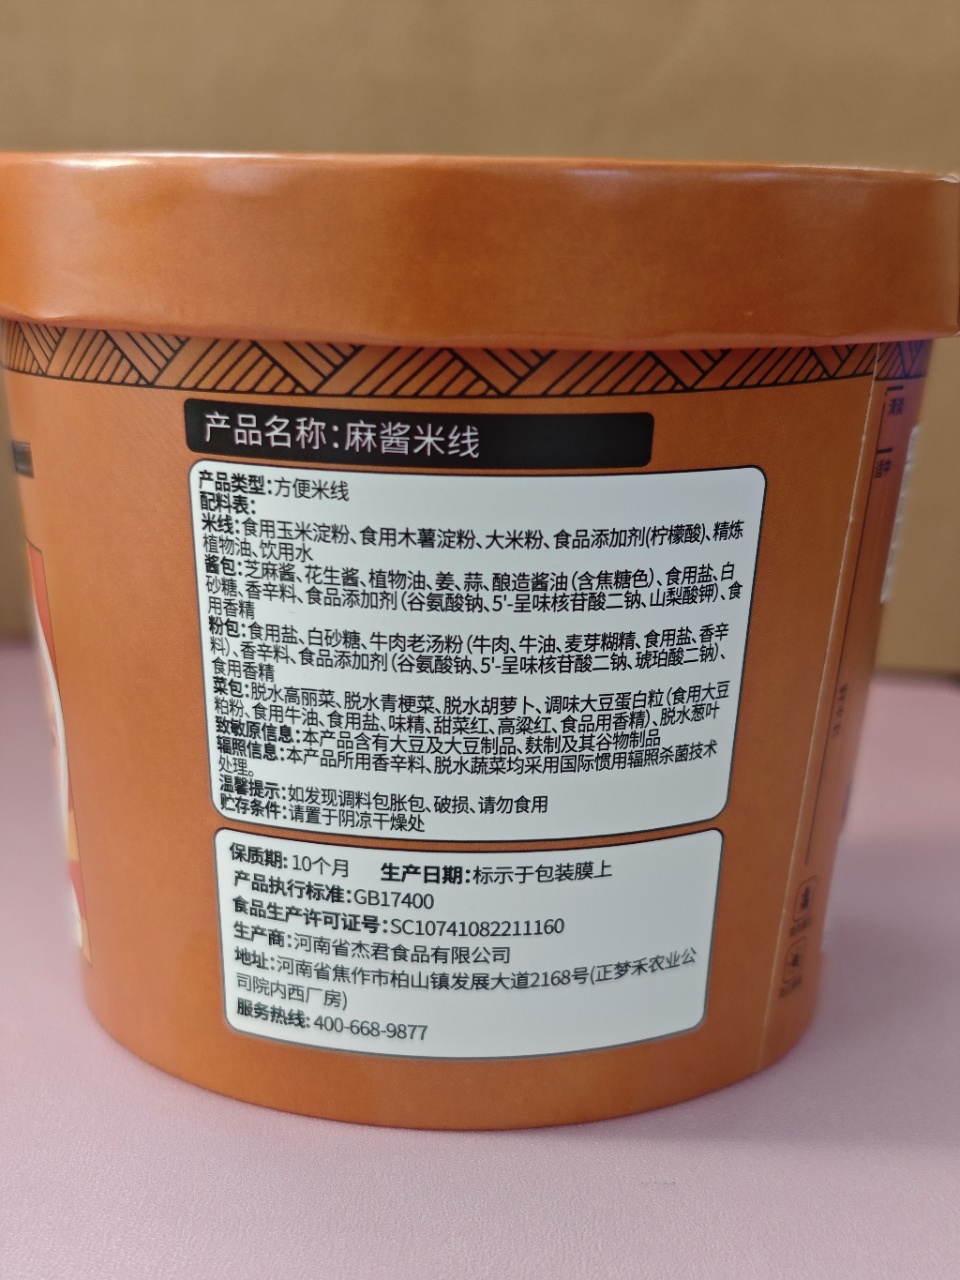 产品名称:麻酱米线
产品类型:方便米线
配料表:
米线:食用玉米淀粉、食用木薯淀粉、大米粉、食品添加剂(柠檬酸)、精炼
植物油、饮用水
酱包:芝麻酱、花生酱、植物油、姜、蒜、酿造酱油(含焦糖色)、食用盐、白
砂糖、香辛料、食品添加剂(谷氨酸钠、5'-呈味核苷酸二钠、山梨酸钾)、食
用香精
粉包:食用盐、白砂糖、牛肉老汤粉(牛肉、牛油、麦芽糊精、食用盐、香辛
料)、香辛料、食品添加剂(谷氨酸钠、5'-呈味核苷酸二钠、琥珀酸二钠)、
食用香精
菜包:脱水高丽菜、脱水青梗菜、脱水胡萝卜、调味大豆蛋白粒(食用大豆
粕粉、食用牛油、食用盐、味精、甜菜红、高粱红、食品用香精)、脱水葱叶
致敏原信息:本产品含有大豆及大豆制品、麸制及其谷物制品
辐照信息:本产品所用香辛料、脱水蔬菜均采用国际惯用辐照杀菌技术
处理。
温馨提示:如发现调料包胀包、破损、请勿食用
贮存条件:请置于阴凉干燥处
保质期:10个月 生产日期:标示于包装膜上
产品执行标准:GB17400
食品生产许可证号:SC10741082211160
生产商:河南省杰君食品有限公司
地址:河南省焦作市柏山镇发展大道2168号(正梦禾农业公
司院内西厂房)
服务热线:400-668-9877